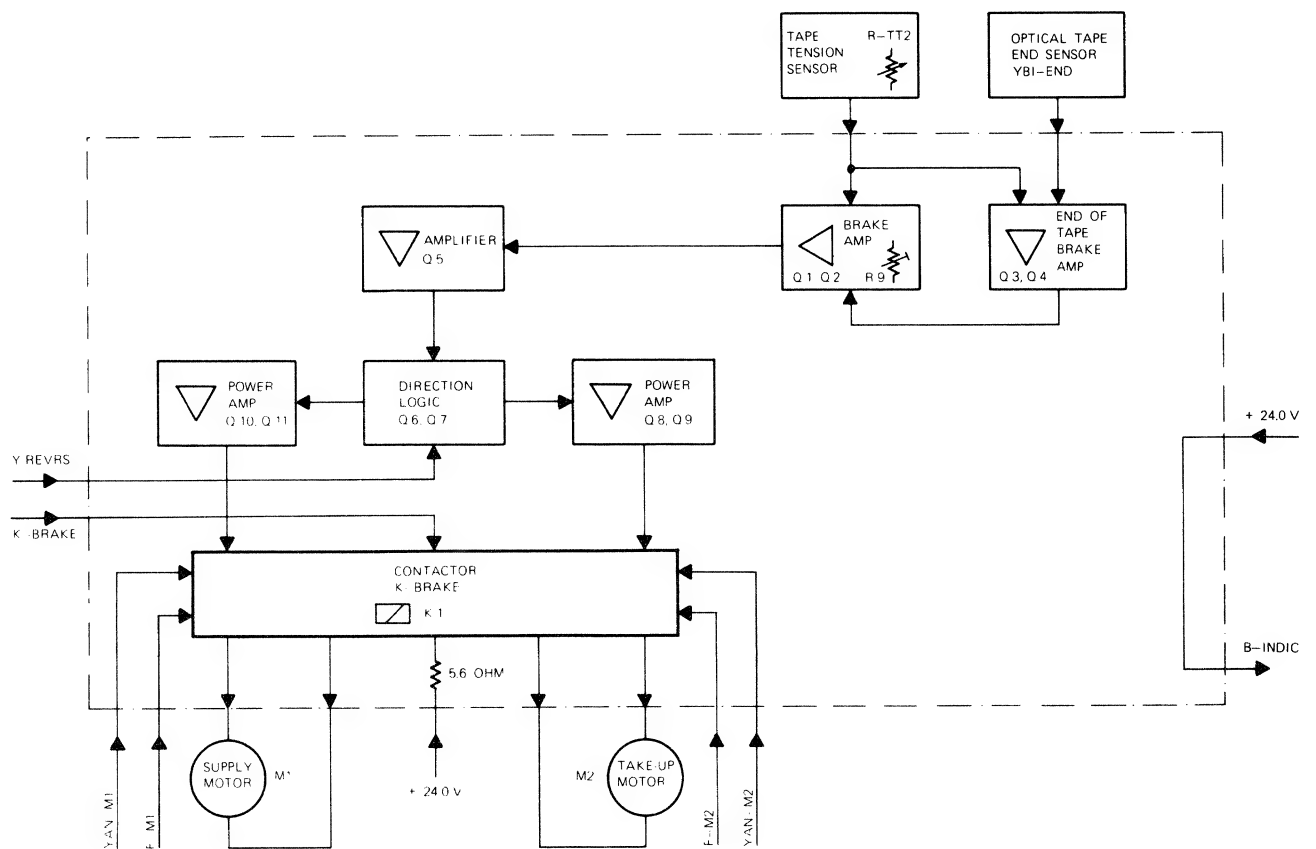 TAPE
TENSION
SENSOR
R-TT2
OPTICAL TAPE
END SENSOR
YBI-END
AMPLIFIER
Q5
BRAKE
AMP
Q1 Q2
R9
END OF
TAPE
BRAKE
AMP
Q3, Q4
POWER
AMP
Q10, Q11
DIRECTION
LOGIC
Q6, Q7
POWER
AMP
Q8, Q9
+ 24.0 V
Y REVRS
K -BRAKE
CONTACTOR
K- BRAKE
K1
B-INDIC
5.6 OHM
SUPPLY
MOTOR
M1
+ 24.0 V
M2
TAKE-UP
MOTOR
YAN M1
F M1
F-M2
YAN-M2